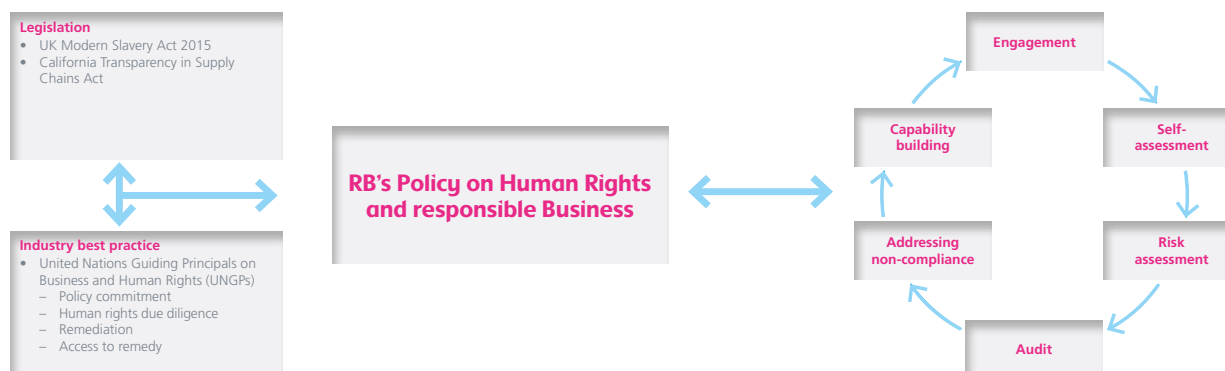 Legislation
• UK Modern Slavery Act 2015
• California Transparency in Supply
Chains Act
Industry best practice
• United Nations Guiding Principals on
Business and Human Rights (UNGPs)
– Policy commitment
– Human rights due diligence
– Remediation
– Access to remedy
RB's Policy on Human Rights
and responsible Business
Engagement
Self-
assessment
Risk
assessment
Audit
Addressing
non-compliance
Capability
building